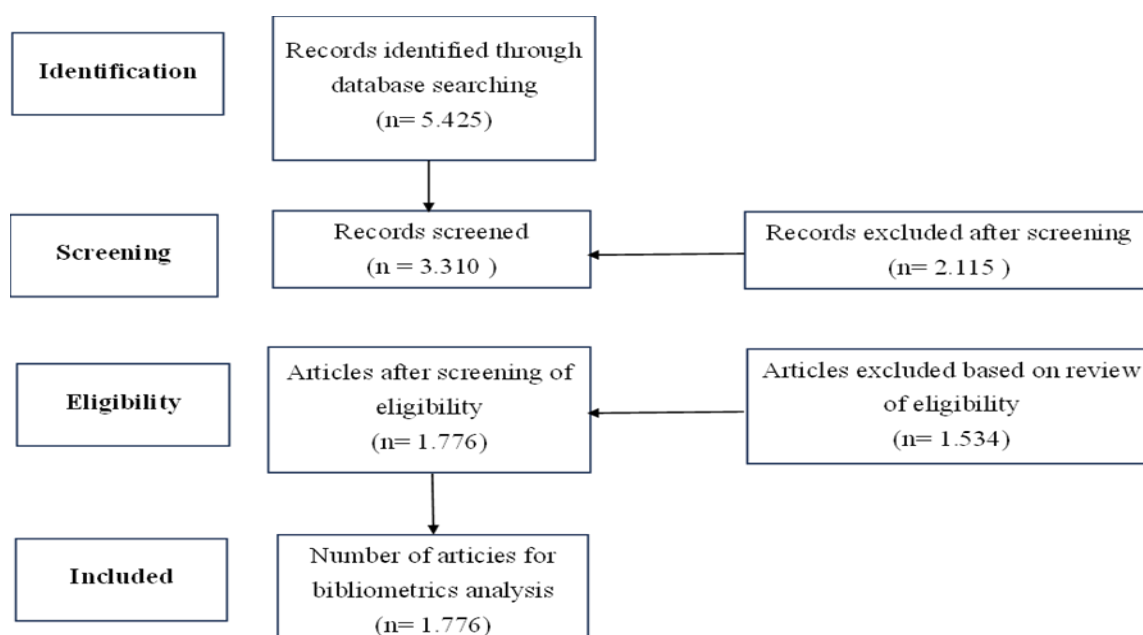 Identification
Records identified through
database searching
(n= 5.425)
Screening
Records screened
(n = 3.310 )
Records excluded after screening
(n= 2.115 )
Eligibility
Articles after screening of
eligibility
(n= 1.776)
Articles excluded based on review
of eligibility
(n= 1.534)
Included
Number of articies for
bibliometrics analysis
(n= 1.776)